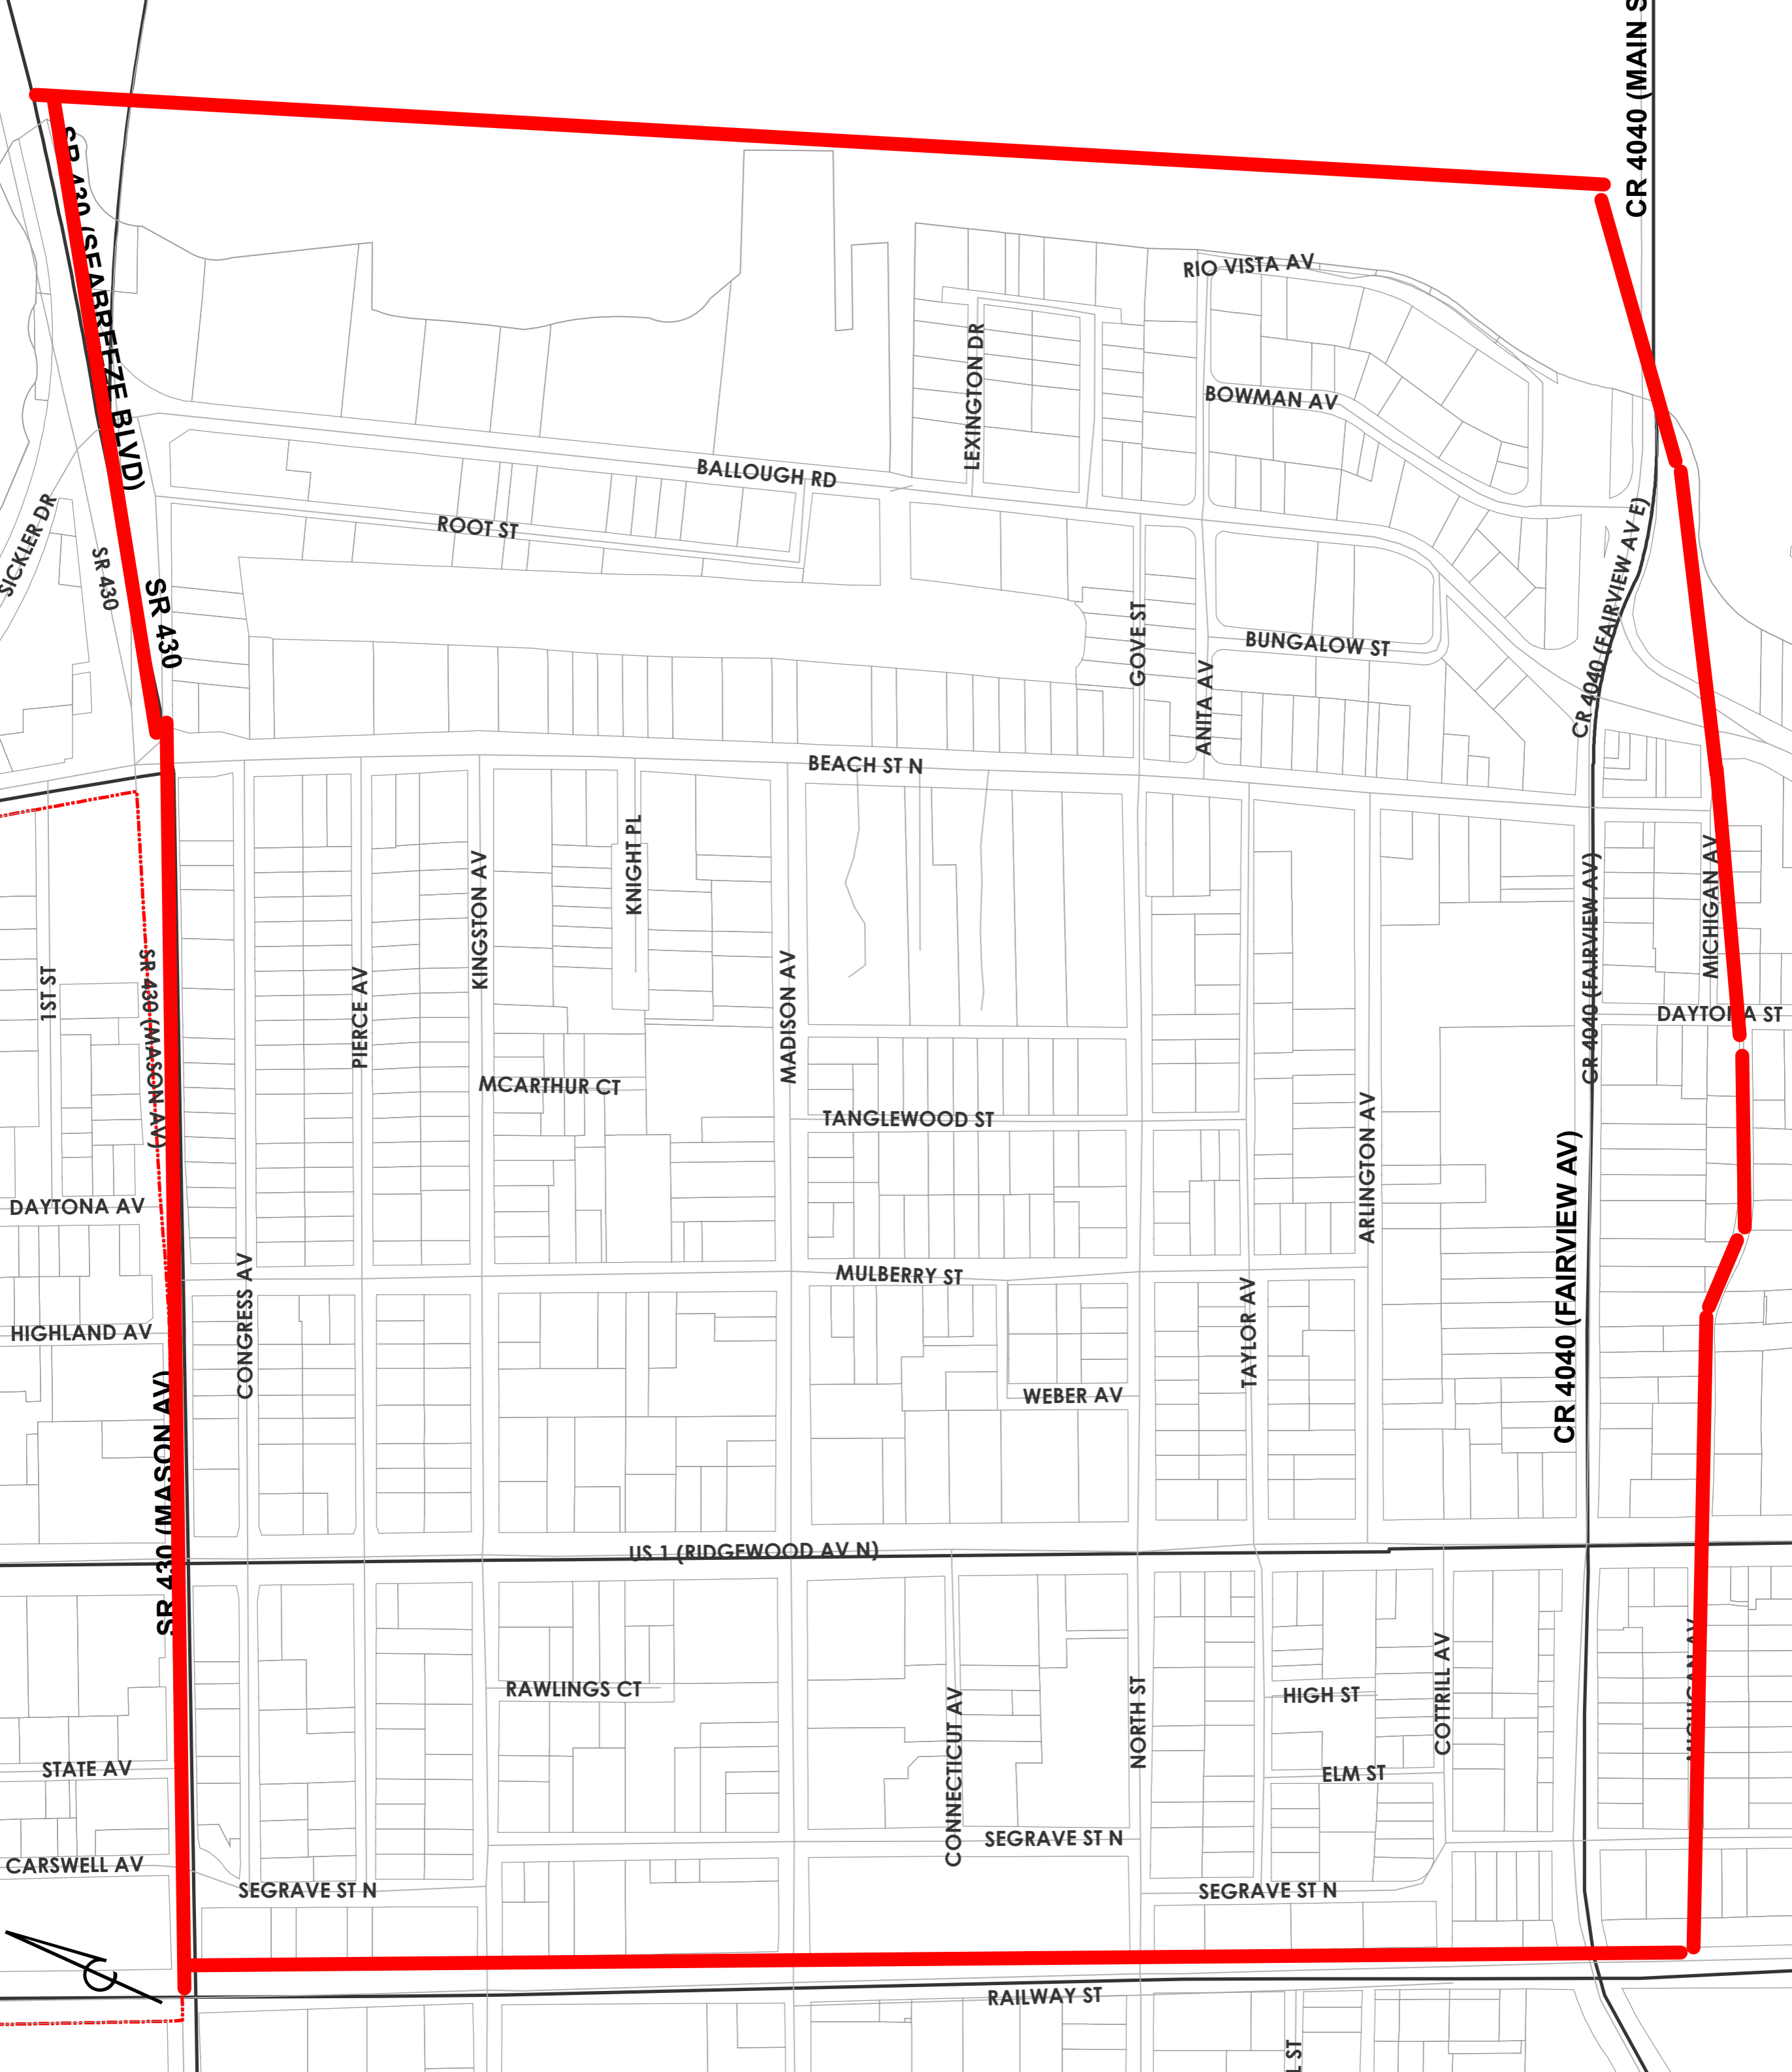 CR 4040 (MAIN S
SR 430 (SEABREEZE BLVD)
RIO VISTA AV
LEXINGTON DR
BOWMAN AV
BALLOUGH RD
ROOT ST
SICKLER DR
SR 430
SR 430
CR 4040 (FAIRVIEW AV E)
GOVE ST
BUNGALOW ST
ANITA AV
BEACH ST N
KNIGHT PL
KINGSTON AV
MICHIGAN AV
CR 4040 (FAIRVIEW AV)
1ST ST
SR 430 (MASON AV)
PIERCE AV
MADISON AV
DAYTONA ST
MCARTHUR CT
TANGLEWOOD ST
ARLINGTON AV
CR 4040 (FAIRVIEW AV)
DAYTONA AV
MULBERRY ST
HIGHLAND AV
CONGRESS AV
TAYLOR AV
WEBER AV
SR 430 (MASON AV)
US 1 (RIDGEWOOD AV N)
RAWLINGS CT
CONNECTICUT AV
NORTH ST
HIGH ST
COTTRILL AV
MICHIGAN AV
STATE AV
ELM ST
SEGRAVE ST N
CARSWELL AV
SEGRAVE ST N
SEGRAVE ST N
RAILWAY ST
L ST